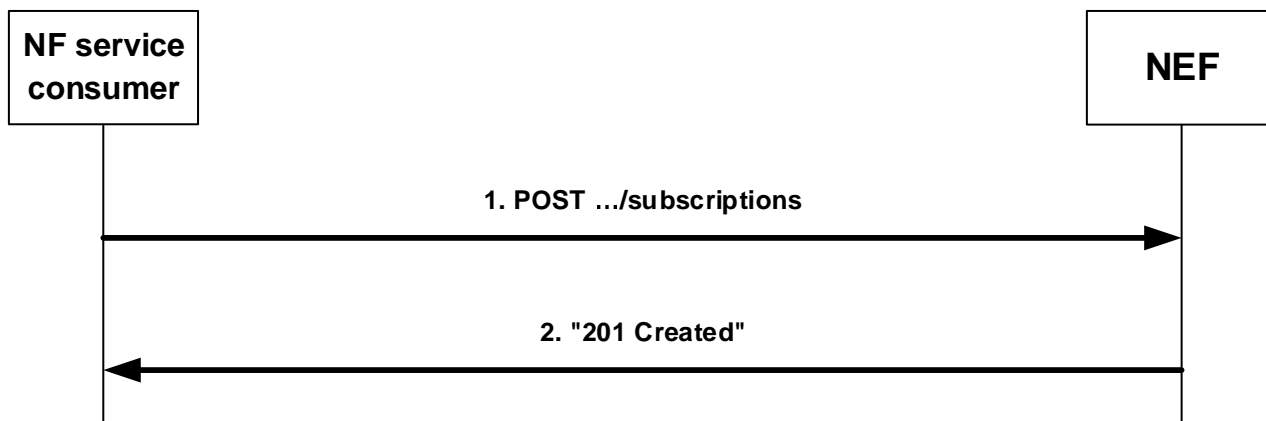 NF service
consumer
NEF
1. POST …/subscriptions
2. "201 Created"